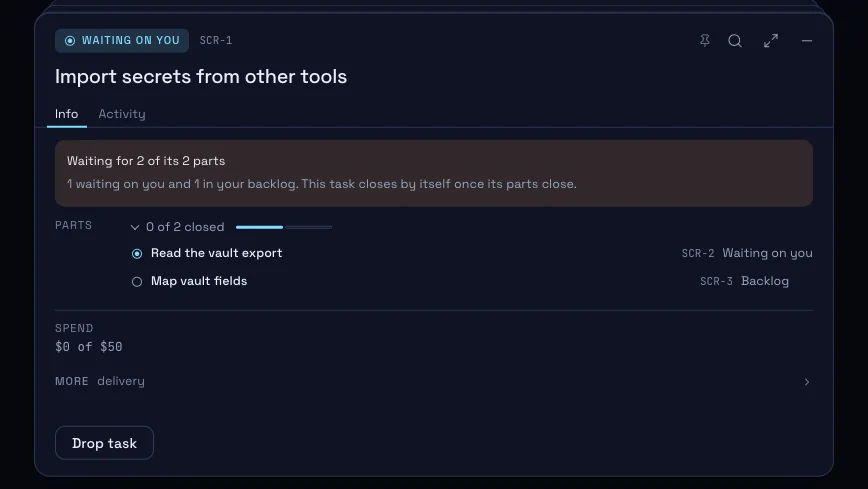 WAITING ON YOU SCR-1
Import secrets from other tools
Info Activity
Waiting for 2 of its 2 parts
1 waiting on you and 1 in your backlog. This task closes by itself once its parts close.
PARTS 0 of 2 closed
Read the vault export SCR-2 Waiting on you
Map vault fields SCR-3 Backlog
SPEND
$0 of $50
MORE delivery
Drop task